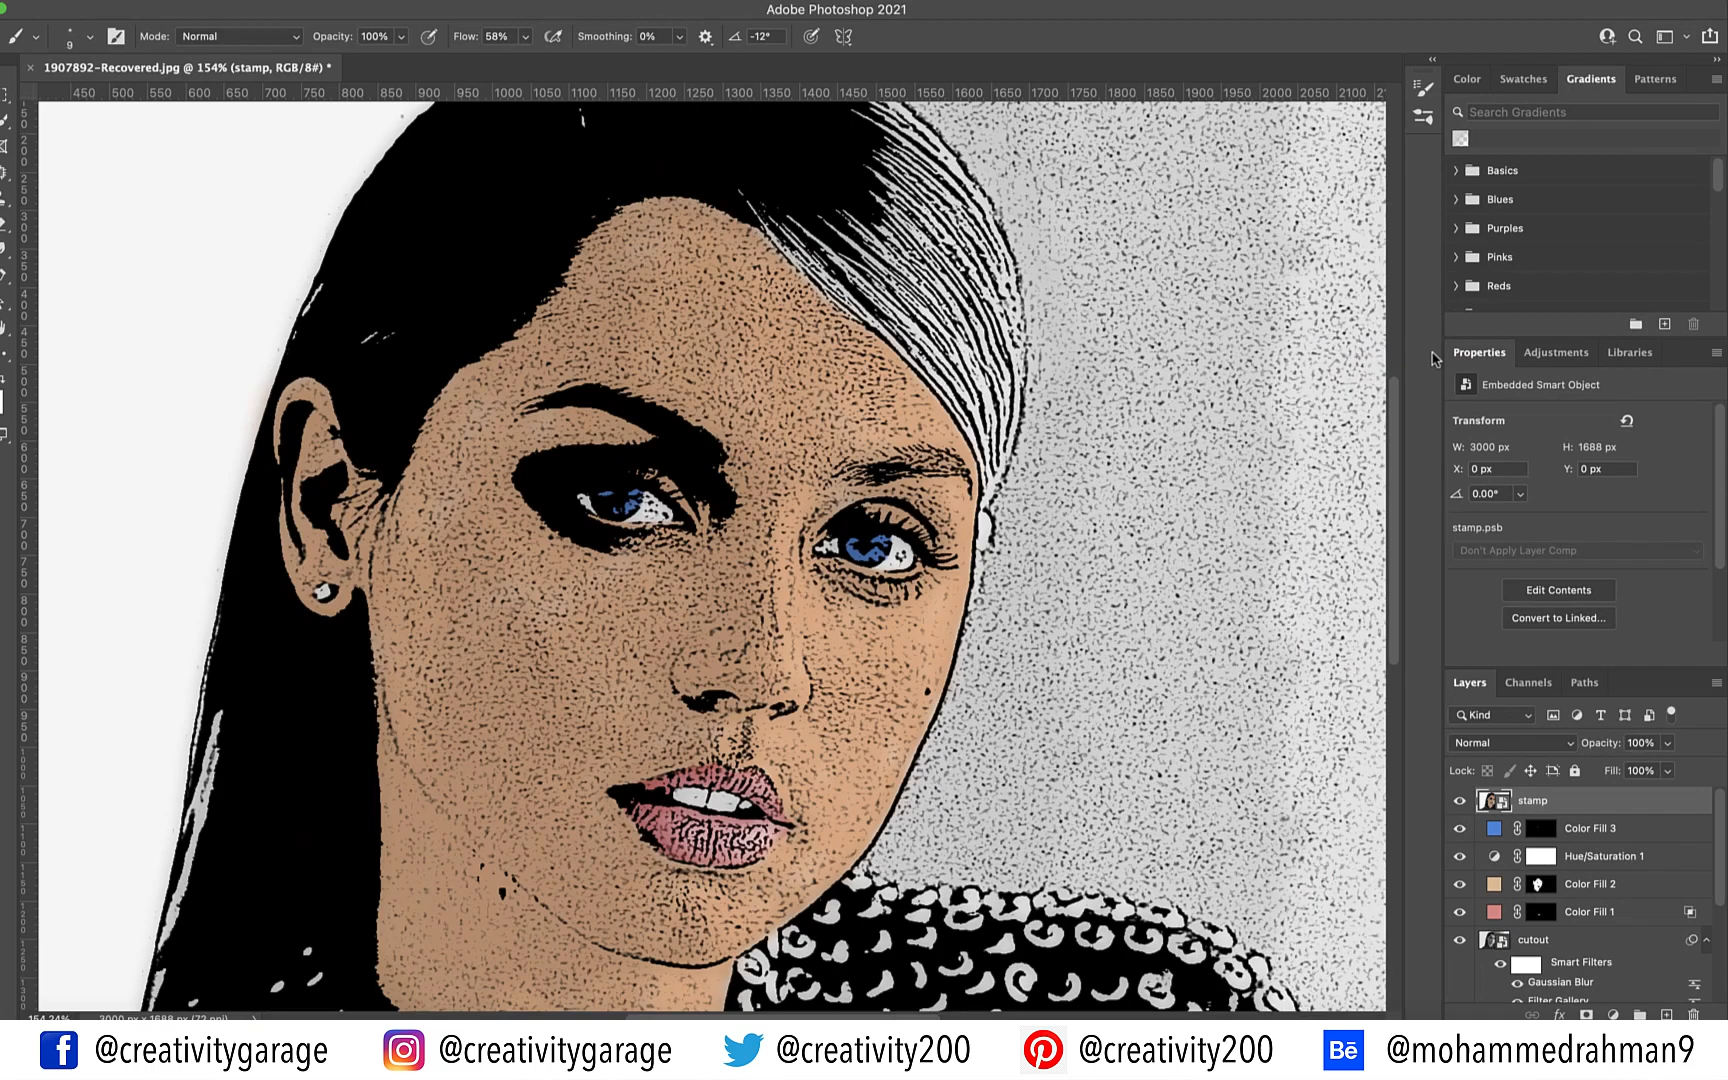 Adobe Photoshop 2021
9 Mode: Normal Opacity: 100% Flow: 58% Smoothing: 0% -12°
× 1907892-Recovered.jpg @ 154% (stamp, RGB/8#) *
450 500 550 600 650 700 750 800 850 900 950 1000 1050 1100 1150 1200 1250 1300 1350 1400 1450 1500 1550 1600 1650 1700 1750 1800 1850 1900 1950 2000 2050 2100
Color Swatches Gradients Patterns
Search Gradients
Basics
Blues
Purples
Pinks
Reds
Properties Adjustments Libraries
Embedded Smart Object
Transform
W: 3000 px H: 1688 px
X: 0 px Y: 0 px
0.00°
stamp.psb
Don't Apply Layer Comp
Edit Contents
Convert to Linked...
Layers Channels Paths
Kind
Normal Opacity: 100%
Lock: Fill: 100%
stamp
Color Fill 3
Hue/Saturation 1
Color Fill 2
Color Fill 1
cutout
Smart Filters
Gaussian Blur
Filter Gallery
fx
154.24% 3000 px x 1688 px (72 ppi)
f @creativitygarage @creativitygarage @creativity200 @creativity200 Bē @mohammedrahman9